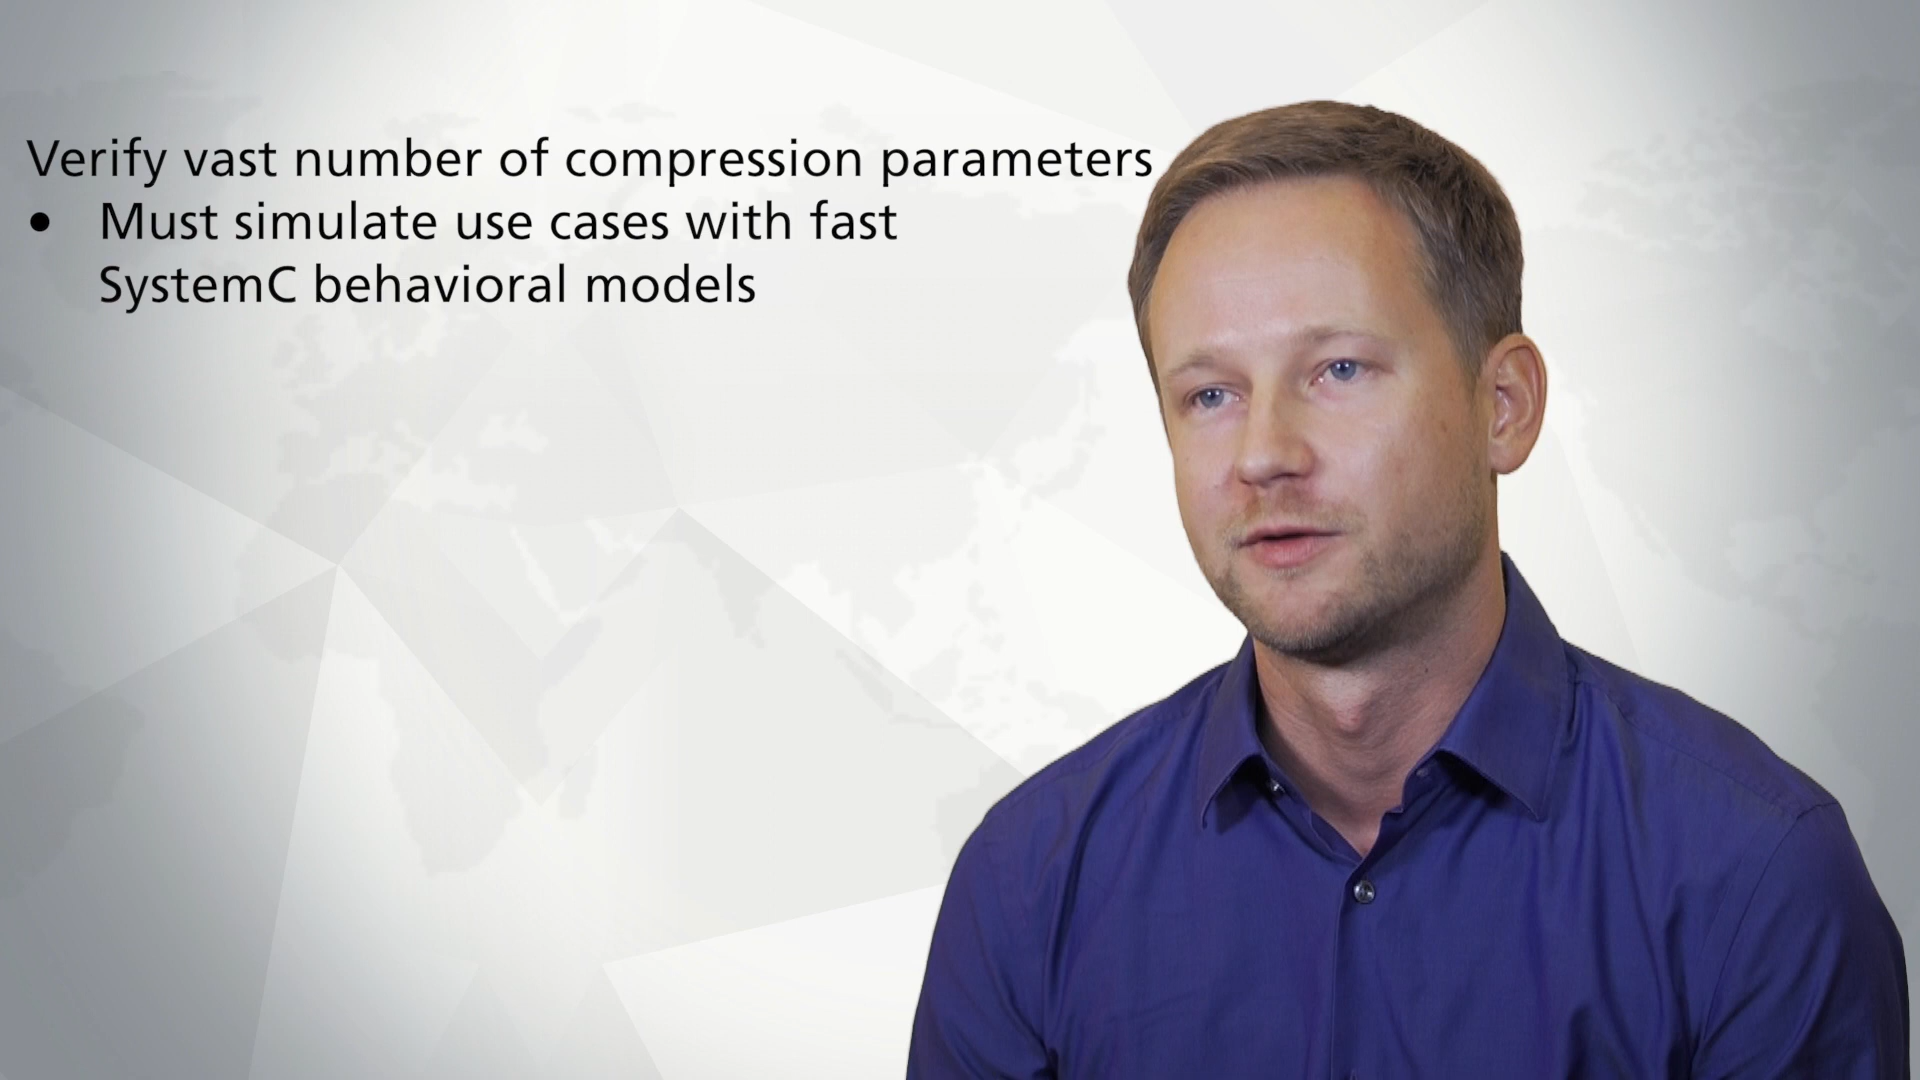 Verify vast number of compression parameters
• Must simulate use cases with fast
SystemC behavioral models